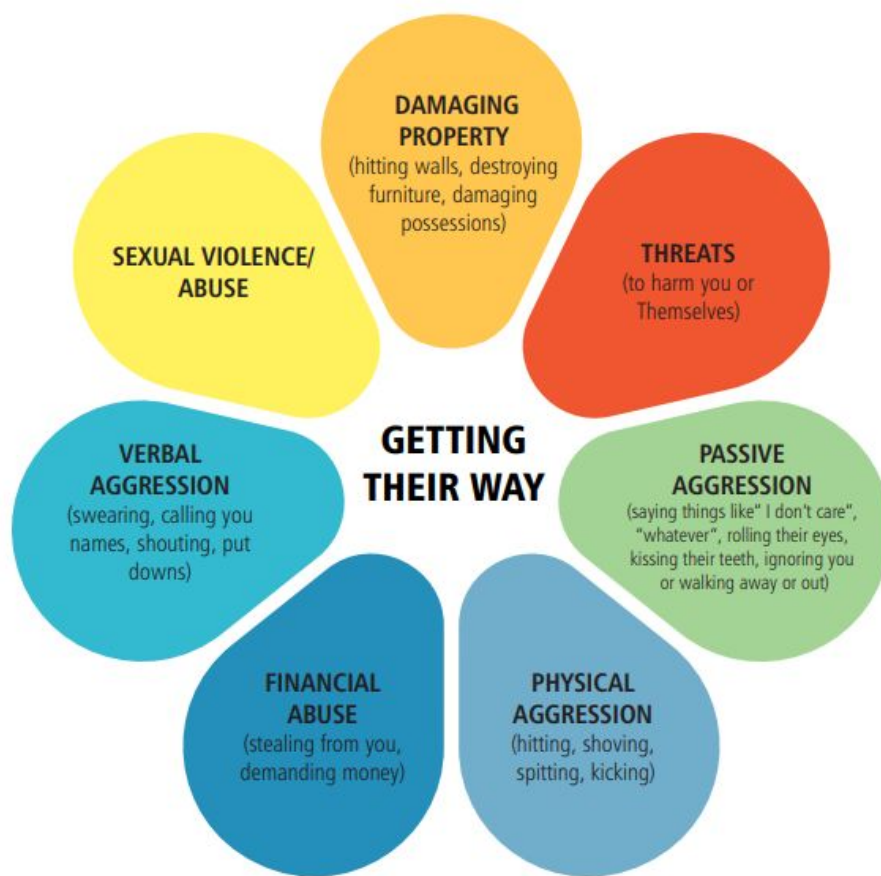 DAMAGING
PROPERTY
(hitting walls, destroying
furniture, damaging
possessions)
THREATS
(to harm you or
Themselves)
PASSIVE
AGGRESSION
(saying things like“ I don’t care“,
“whatever“, rolling their eyes,
kissing their teeth, ignoring you
or walking away or out)
PHYSICAL
AGGRESSION
(hitting, shoving,
spitting, kicking)
FINANCIAL
ABUSE
(stealing from you,
demanding money)
VERBAL
AGGRESSION
(swearing, calling you
names, shouting, put
downs)
SEXUAL VIOLENCE/
ABUSE
GETTING
THEIR WAY